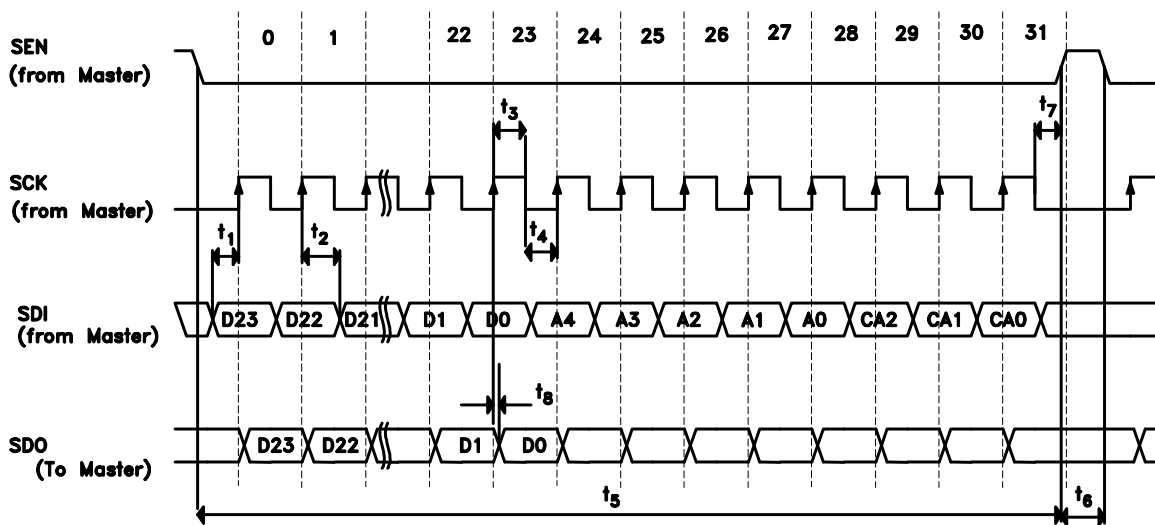 0 1 22 23 24 25 26 27 28 29 30 31
SEN
(from Master)
t3 t7
SCK
(from Master)
t1 t2 t4
SDI
(from Master)
D23 D22 D21 D1 D0 A4 A3 A2 A1 A0 CA2 CA1 CA0
t8
SDO
(To Master)
D23 D22 D1 D0
t5 t6